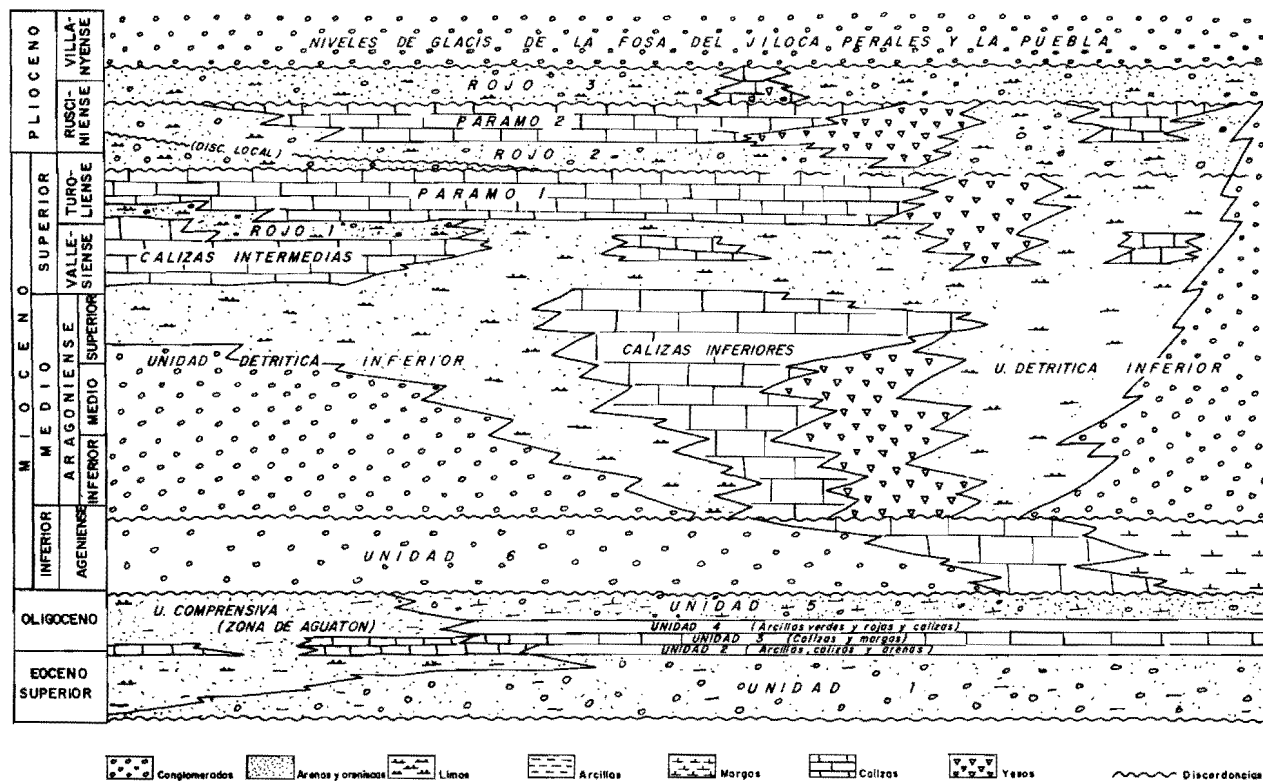 PLIOCENO
VILLA-
NYENSE
RUSCI-
NIENSE
MIOCENO
SUPERIOR
TURO-
LIENSE
VALLE-
SIENSE
MEDIO
ARAGONIENSE
SUPERIOR
MEDIO
INFERIOR
INFERIOR
AGENIENSE
OLIGOCENO
EOCENO
SUPERIOR
NIVELES DE GLACIS DE LA FOSA DEL JILOCA PERALES Y LA PUEBLA
ROJO 3
PARAMO 2
(DISC. LOCAL)
ROJO 2
PARAMO 1
ROJO 1
CALIZAS INTERMEDIAS
UNIDAD DETRITICA INFERIOR
CALIZAS INFERIORES
U. DETRITICA INFERIOR
UNIDAD 6
U. COMPRENSIVA
(ZONA DE AGUATON)
UNIDAD 5
UNIDAD 4 (Arcillas verdes y rojas y calizas)
UNIDAD 3 (Calizas y margas)
UNIDAD 2 (Arcillas, calizas y arenas)
UNIDAD 1
Conglomerados
Arenas y areniscas
Limos
Arcillas
Margas
Calizas
Yesos
Discordancias